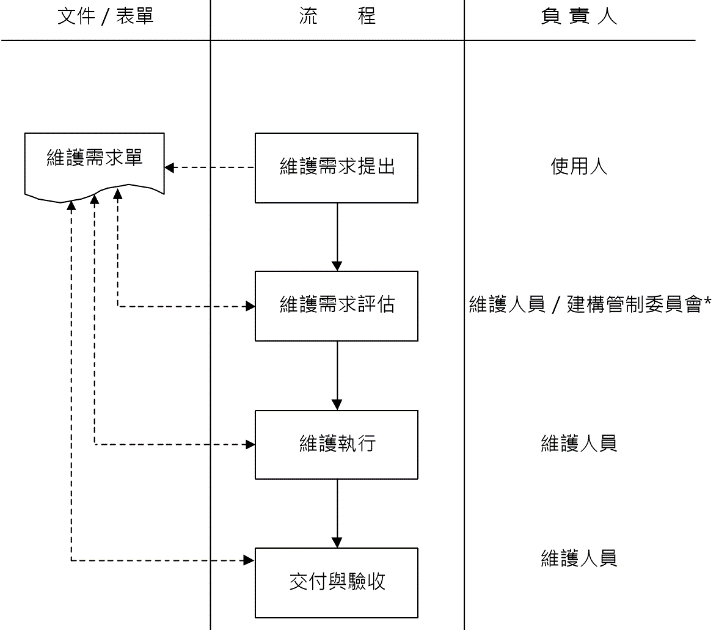 文件 / 表單
流 程
負 責 人
維護需求單
維護需求提出
使用人
維護需求評估
維護人員 / 建構管制委員會*
維護執行
維護人員
維護人員
交付與驗收